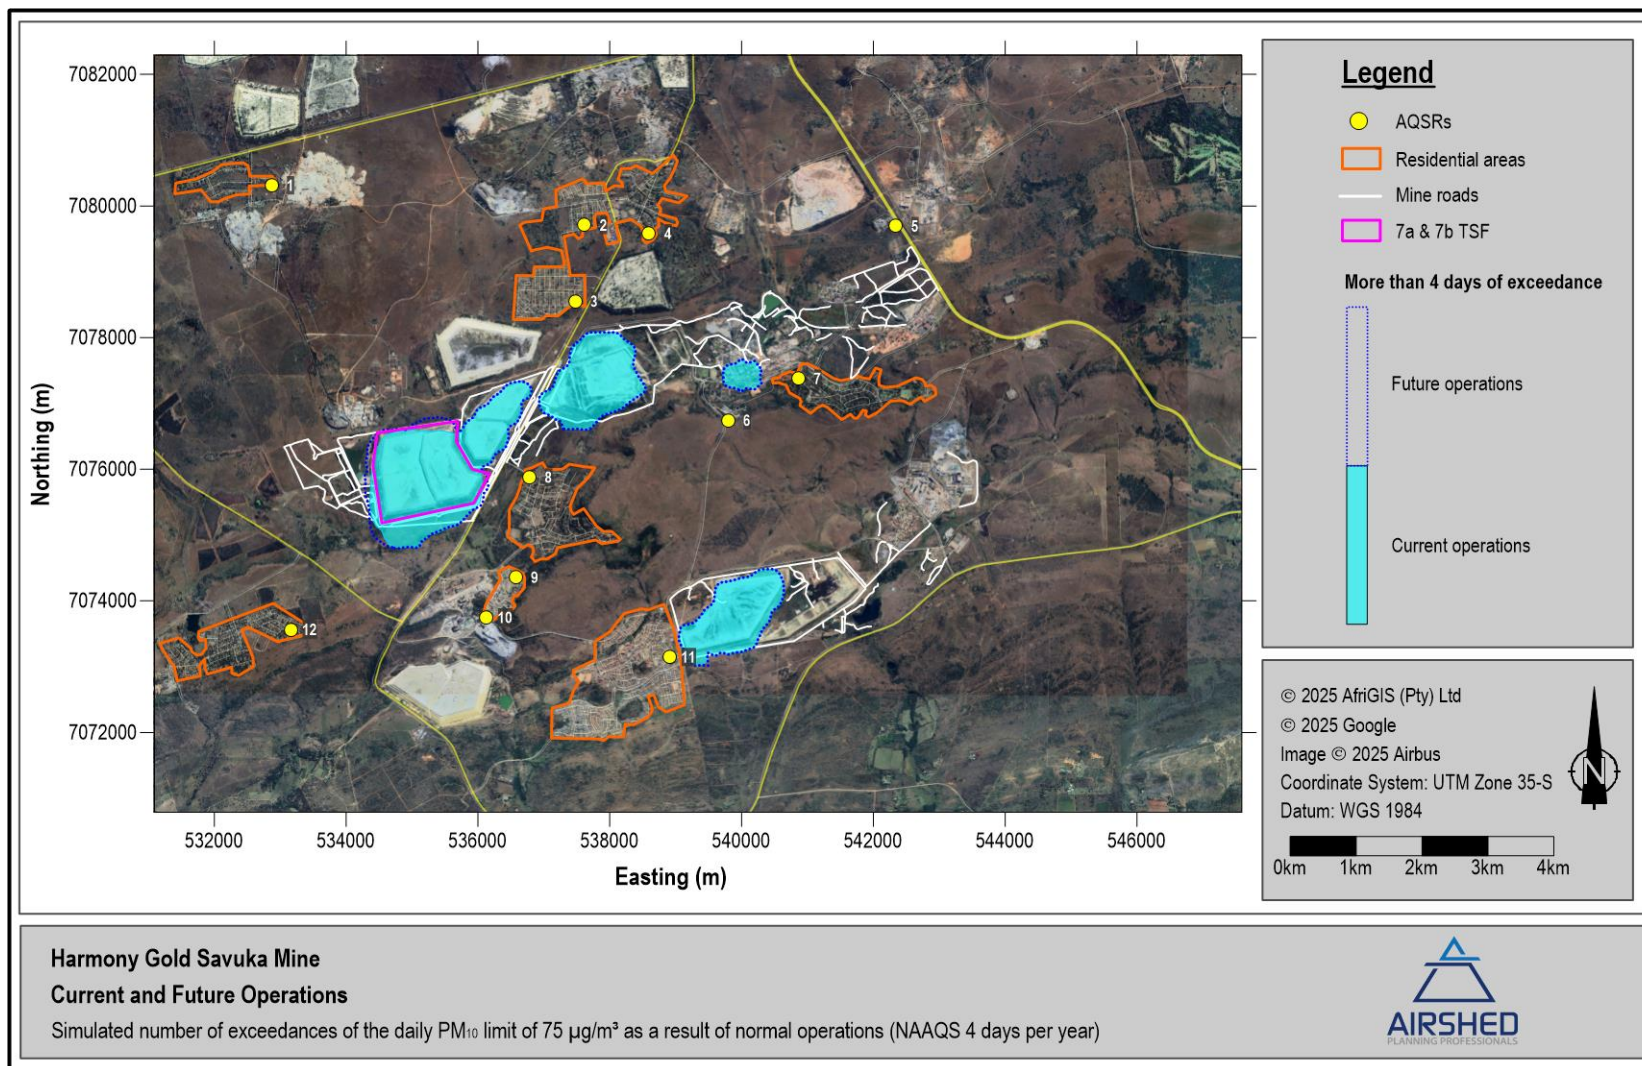 7082000
7080000
7078000
7076000
7074000
7072000
Northing (m)
532000
534000
536000
538000
540000
542000
544000
546000
Easting (m)
1
2
3
4
5
6
7
8
9
10
11
12
Legend
AQSRs
Residential areas
Mine roads
7a & 7b TSF
More than 4 days of exceedance
Future operations
Current operations
© 2025 AfriGIS (Pty) Ltd
© 2025 Google
Image © 2025 Airbus
Coordinate System: UTM Zone 35-S
Datum: WGS 1984
N
0km 1km 2km 3km 4km
Harmony Gold Savuka Mine
Current and Future Operations
Simulated number of exceedances of the daily PM₁₀ limit of 75 µg/m³ as a result of normal operations (NAAQS 4 days per year)
AIRSHED
PLANNING PROFESSIONALS